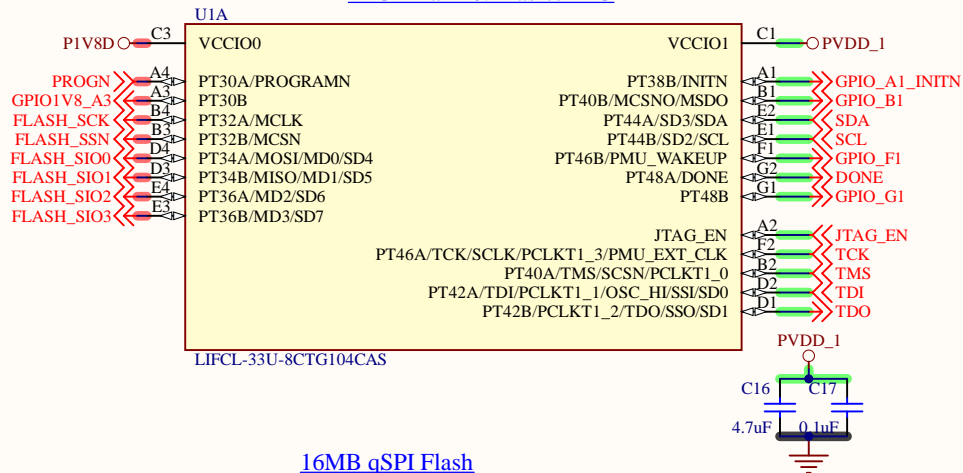 U1A
P1V8D C3 VCCIO0 VCCIO1 C1 PVDD_1
PROGN A4 PT30A/PROGRAMN PT38B/INITN A1 GPIO_A1_INITN
GPIO1V8_A3 A3 PT30B PT40B/MCSNO/MSDO B1 GPIO_B1
FLASH_SCK B4 PT32A/MCLK PT44A/SD3/SDA E2 SDA
FLASH_SSN B3 PT32B/MCSN PT44B/SD2/SCL E1 SCL
FLASH_SIO0 D4 PT34A/MOSI/MD0/SD4 PT46B/PMU_WAKEUP F1 GPIO_F1
FLASH_SIO1 D3 PT34B/MISO/MD1/SD5 PT48A/DONE G2 DONE
FLASH_SIO2 E4 PT36A/MD2/SD6 PT48B G1 GPIO_G1
FLASH_SIO3 E3 PT36B/MD3/SD7
JTAG_EN A2 JTAG_EN
PT46A/TCK/SCLK/PCLKT1_3/PMU_EXT_CLK F2 TCK
PT40A/TMS/SCSN/PCLKT1_0 B2 TMS
PT42A/TDI/PCLKT1_1/OSC_HI/SSI/SD0 D2 TDI
PT42B/PCLKT1_2/TDO/SSO/SD1 D1 TDO
LIFCL-33U-8CTG104CAS
PVDD_1
C16 C17
4.7uF 0.1uF
16MB qSPI Flash